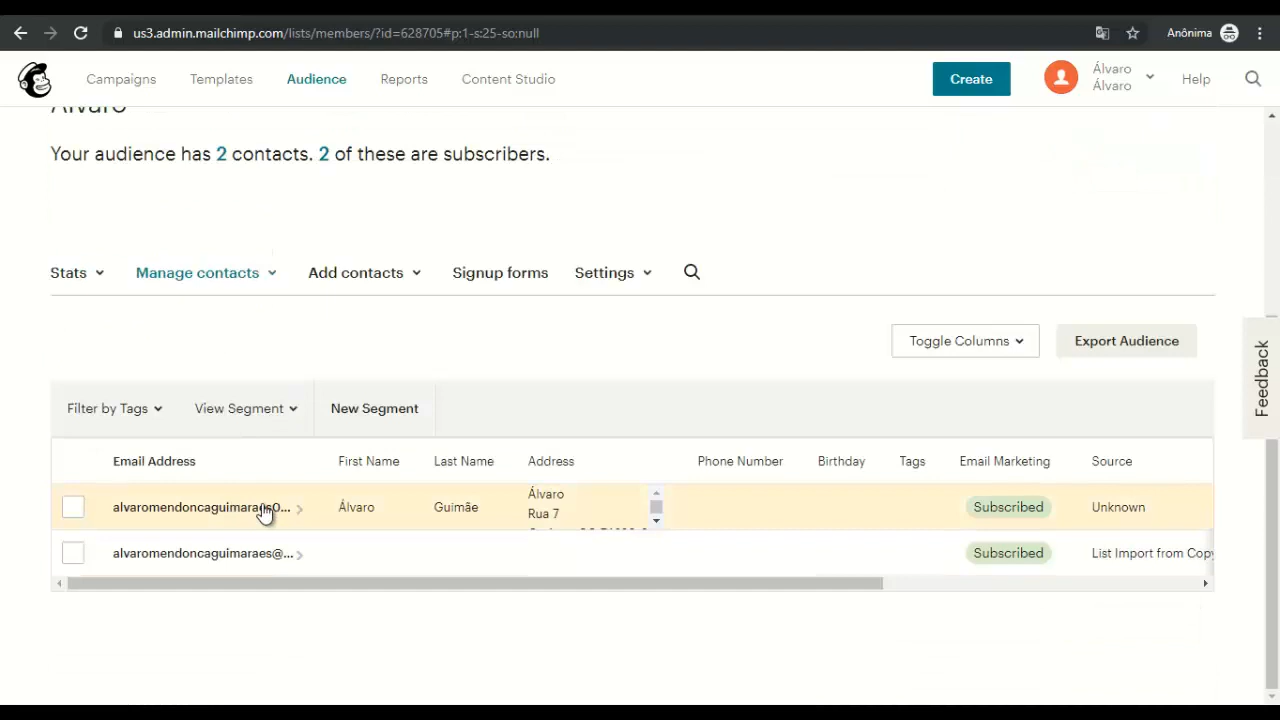 us3.admin.mailchimp.com/lists/members/?id=628705#p:1-s:25-so:null
Anônima
Campaigns Templates Audience Reports Content Studio
Create
Álvaro
Álvaro
Help
Álvaro
Your audience has 2 contacts. 2 of these are subscribers.
Stats Manage contacts Add contacts Signup forms Settings
Toggle Columns Export Audience
Feedback
Filter by Tags View Segment New Segment
Email Address First Name Last Name Address Phone Number Birthday Tags Email Marketing Source
alvaromendoncaguimaraes0... Álvaro Guimãe Álvaro Subscribed Unknown
Rua 7
alvaromendoncaguimaraes@... Subscribed List Import from Copy